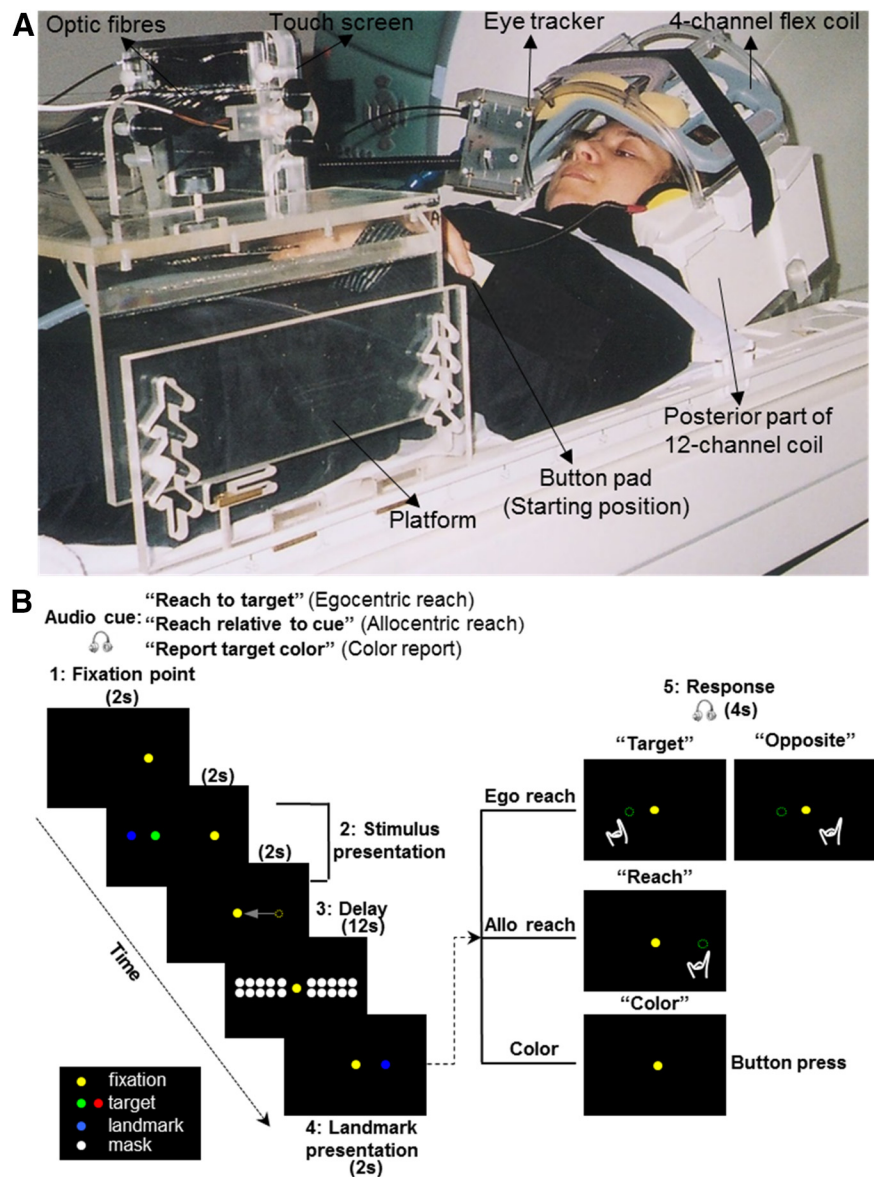 A
Optic fibres
Touch screen
Eye tracker
4-channel flex coil
Posterior part of
12-channel coil
Button pad
(Starting position)
Platform
B
Audio cue:
“Reach to target” (Egocentric reach)
“Reach relative to cue” (Allocentric reach)
“Report target color” (Color report)
1: Fixation point
(2s)
(2s)
2: Stimulus
presentation
(2s)
3: Delay
(12s)
Time
4: Landmark
presentation
(2s)
fixation
target
landmark
mask
5: Response
(4s)
“Target”
“Opposite”
Ego reach
“Reach”
Allo reach
“Color”
Color
Button press